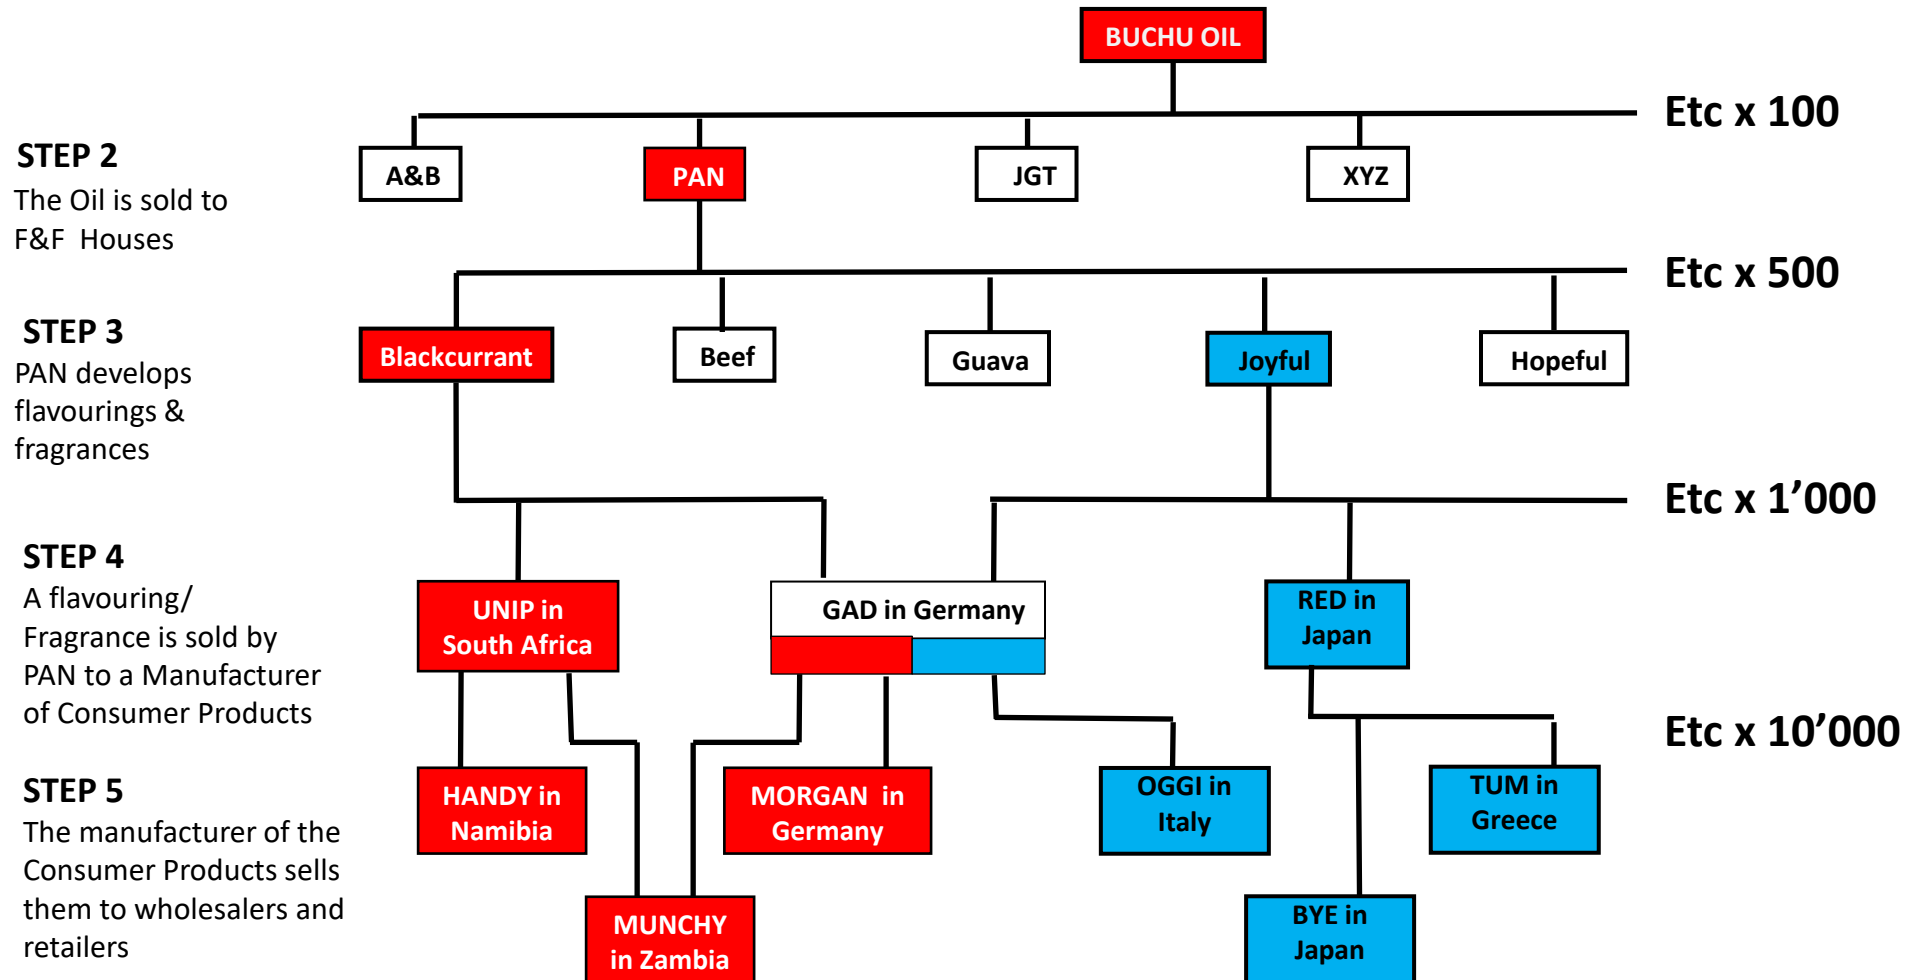 BUCHU OIL
Etc x 100
STEP 2
The Oil is sold to
F&F Houses
A&B
PAN
JGT
XYZ
Etc x 500
STEP 3
PAN develops
flavourings &
fragrances
Blackcurrant
Beef
Guava
Joyful
Hopeful
Etc x 1’000
STEP 4
A flavouring/
Fragrance is sold by
PAN to a Manufacturer
of Consumer Products
UNIP in
South Africa
GAD in Germany
RED in
Japan
Etc x 10’000
STEP 5
The manufacturer of the
Consumer Products sells
them to wholesalers and
retailers
HANDY in
Namibia
MORGAN in
Germany
OGGI in
Italy
TUM in
Greece
MUNCHY
in Zambia
BYE in
Japan